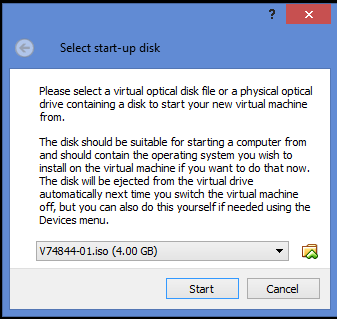 ?
Select start-up disk
Please select a virtual optical disk file or a physical optical
drive containing a disk to start your new virtual machine
from.
The disk should be suitable for starting a computer from
and should contain the operating system you wish to
install on the virtual machine if you want to do that now.
The disk will be ejected from the virtual drive
automatically next time you switch the virtual machine
off, but you can also do this yourself if needed using the
Devices menu.
V74844-01.iso (4.00 GB)
Start Cancel